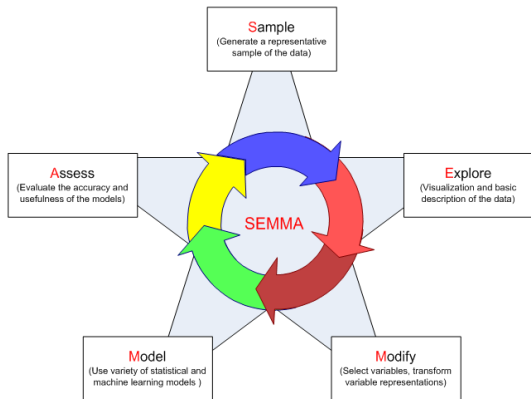 Sample
(Generate a representative
sample of the data)
Assess
(Evaluate the accuracy and
usefulness of the models)
Explore
(Visualization and basic
description of the data)
SEMMA
Model
(Use variety of statistical and
machine learning models )
Modify
(Select variables, transform
variable representations)